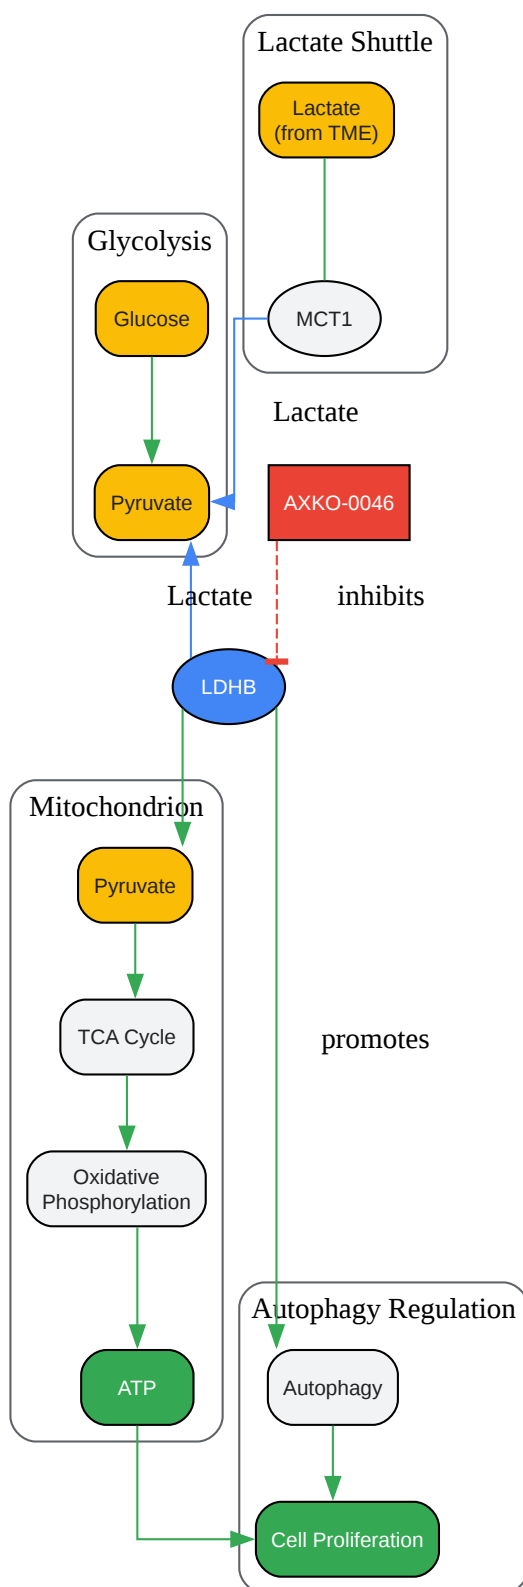 Lactate Shuttle
Lactate
(from TME)
Glycolysis
Glucose
MCT1
Lactate
Pyruvate
AXKO-0046
Lactate
inhibits
LDHB
Mitochondrion
Pyruvate
TCA Cycle
promotes
Oxidative
Phosphorylation
Autophagy Regulation
ATP
Autophagy
Cell Proliferation